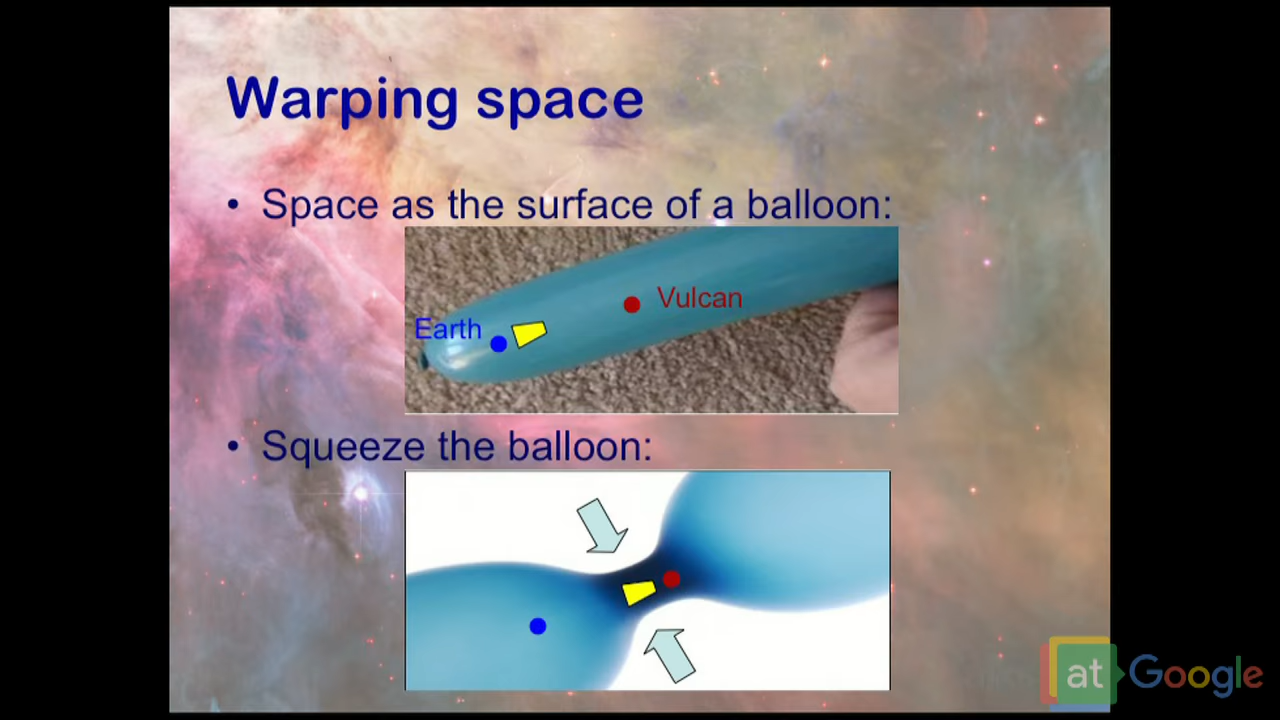 Warping space
• Space as the surface of a balloon:
Vulcan
Earth
• Squeeze the balloon:
at Google